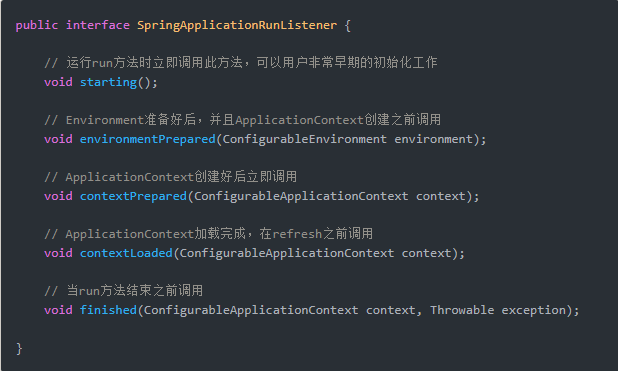 public interface SpringApplicationRunListener {
// 运行run方法时立即调用此方法，可以用户非常早期的初始化工作
void starting();
// Environment准备好后，并且ApplicationContext创建之前调用
void environmentPrepared(ConfigurableEnvironment environment);
// ApplicationContext创建好后立即调用
void contextPrepared(ConfigurableApplicationContext context);
// ApplicationContext加载完成，在refresh之前调用
void contextLoaded(ConfigurableApplicationContext context);
// 当run方法结束之前调用
void finished(ConfigurableApplicationContext context, Throwable exception);
}